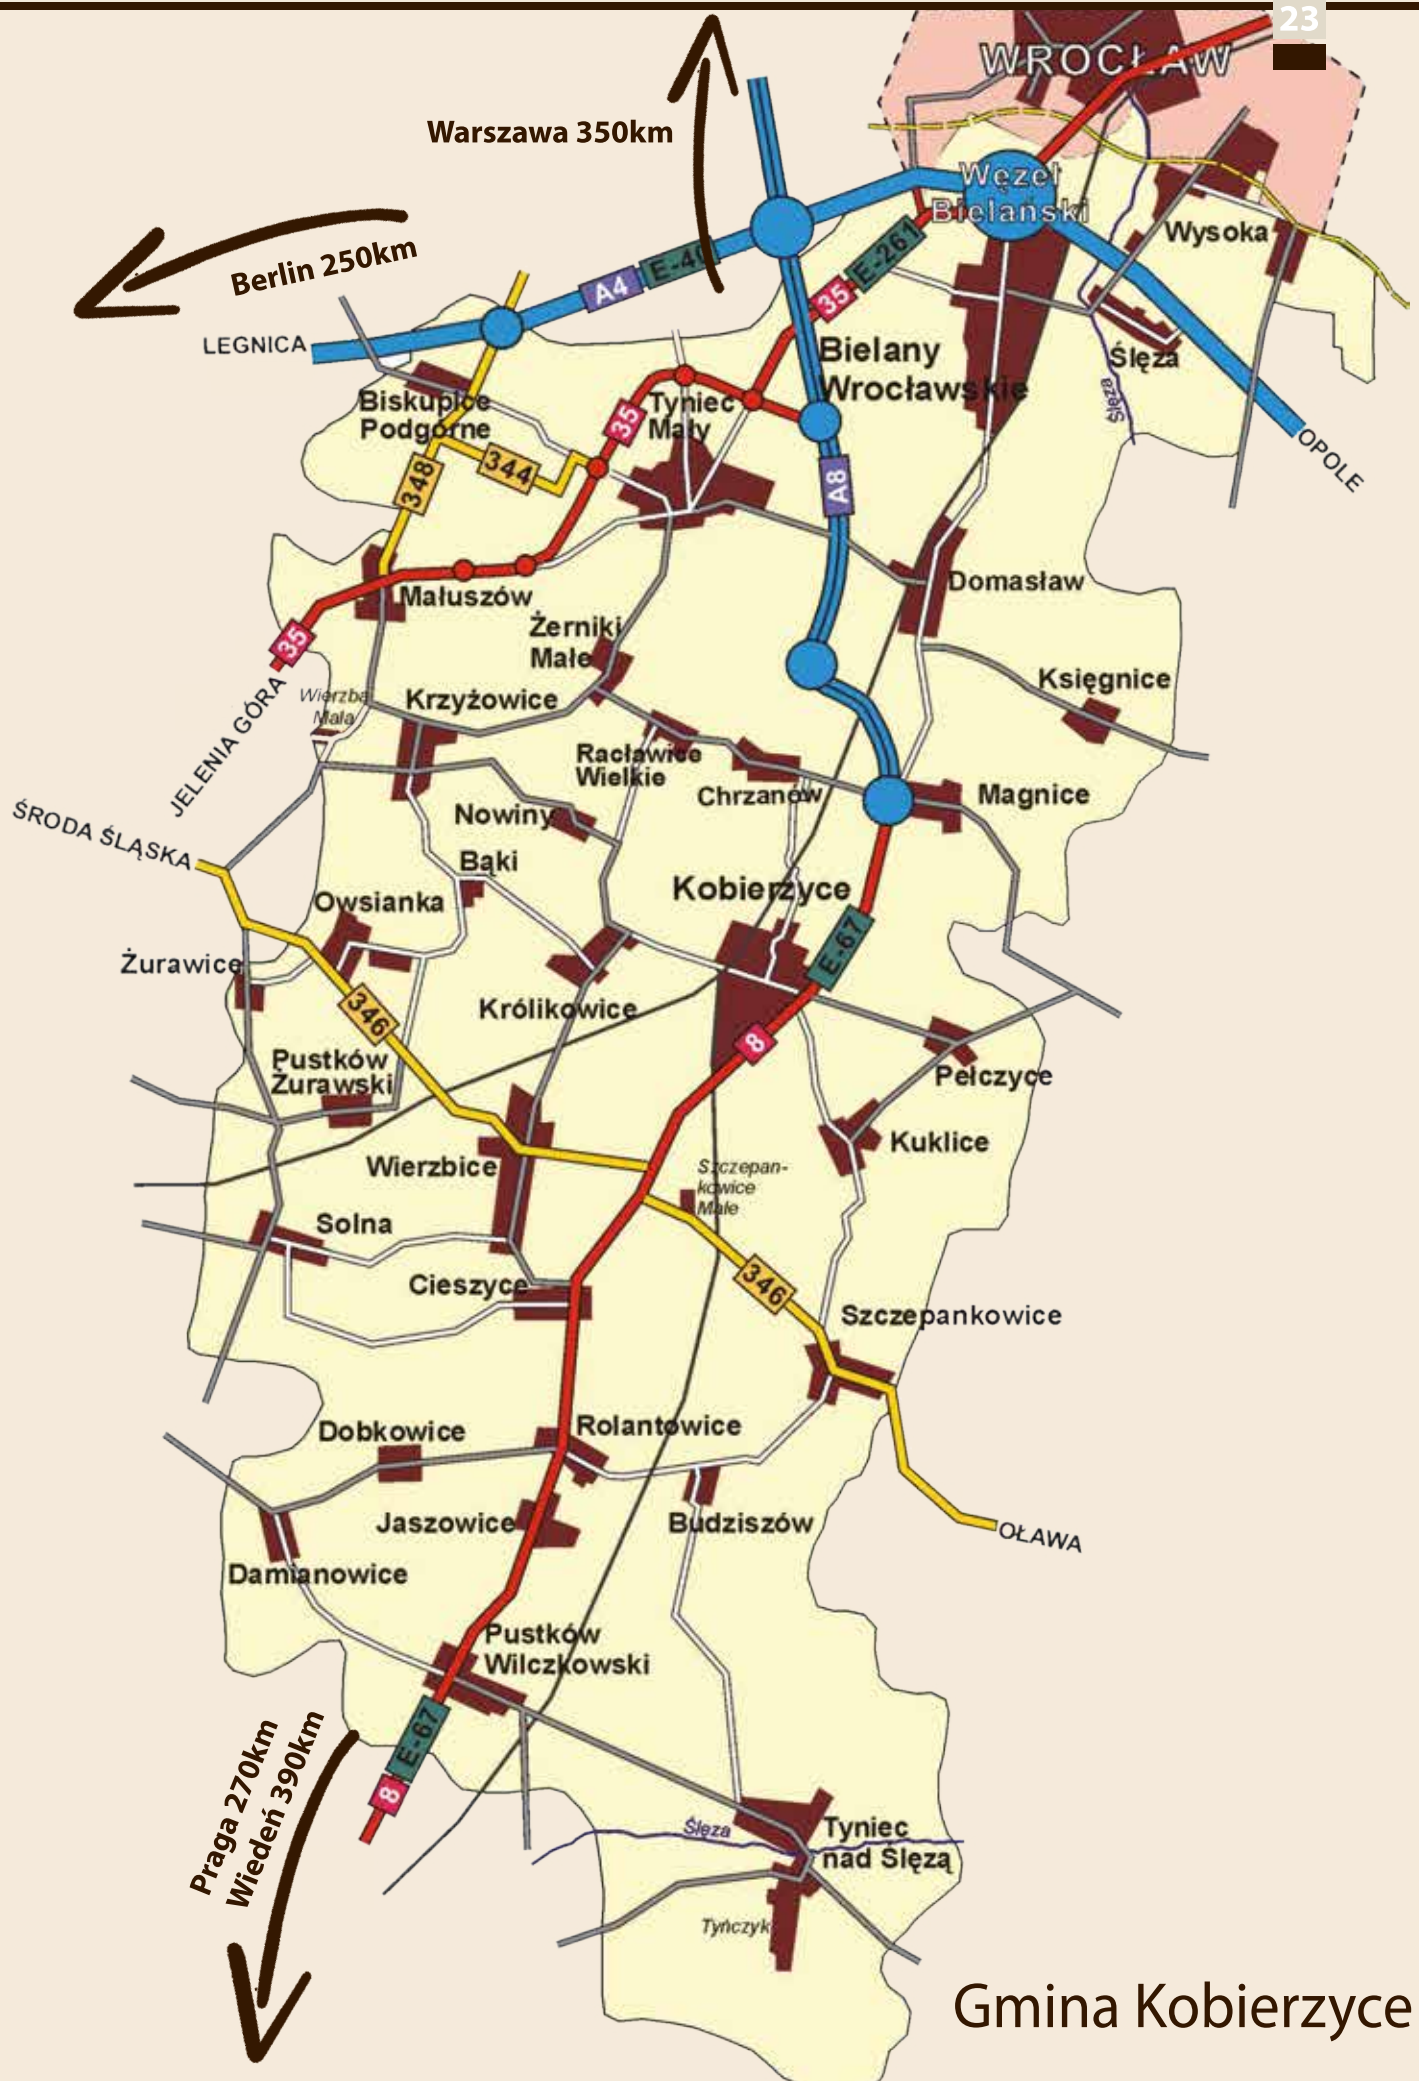 23
WROCŁAW
Warszawa 350km
Węzeł
Bielański
Wysoka
E-261
Berlin 250km
E-40
A4
35
LEGNICA
Bielany
Wrocławskie
Ślęza
Ślęza
Biskupice
Podgórne
Tyniec
Mały
35
OPOLE
344
348
A8
Domasław
Małuszów
Żerniki
Małe
35
Księgnice
Wierzba
Mała
Krzyżowice
JELENIA GÓRA
Racławice
Wielkie
Chrzanów
Magnice
Nowiny
ŚRODA ŚLĄSKA
Bąki
Kobierzyce
Owsianka
E-67
Żurawice
Królikowice
346
8
Pustków
Żurawski
Pełczyce
Kuklice
Wierzbice
Szczepan-
kowice
Małe
Solna
Cieszyce
346
Szczepankowice
Dobkowice
Rolantowice
Jaszowice
Budziszów
OŁAWA
Damianowice
Pustków
Wilczkowski
Praga 270km
Wiedeń 390km
E-67
8
Ślęza
Tyniec
nad Ślęzą
Tyńczyk
Gmina Kobierzyce